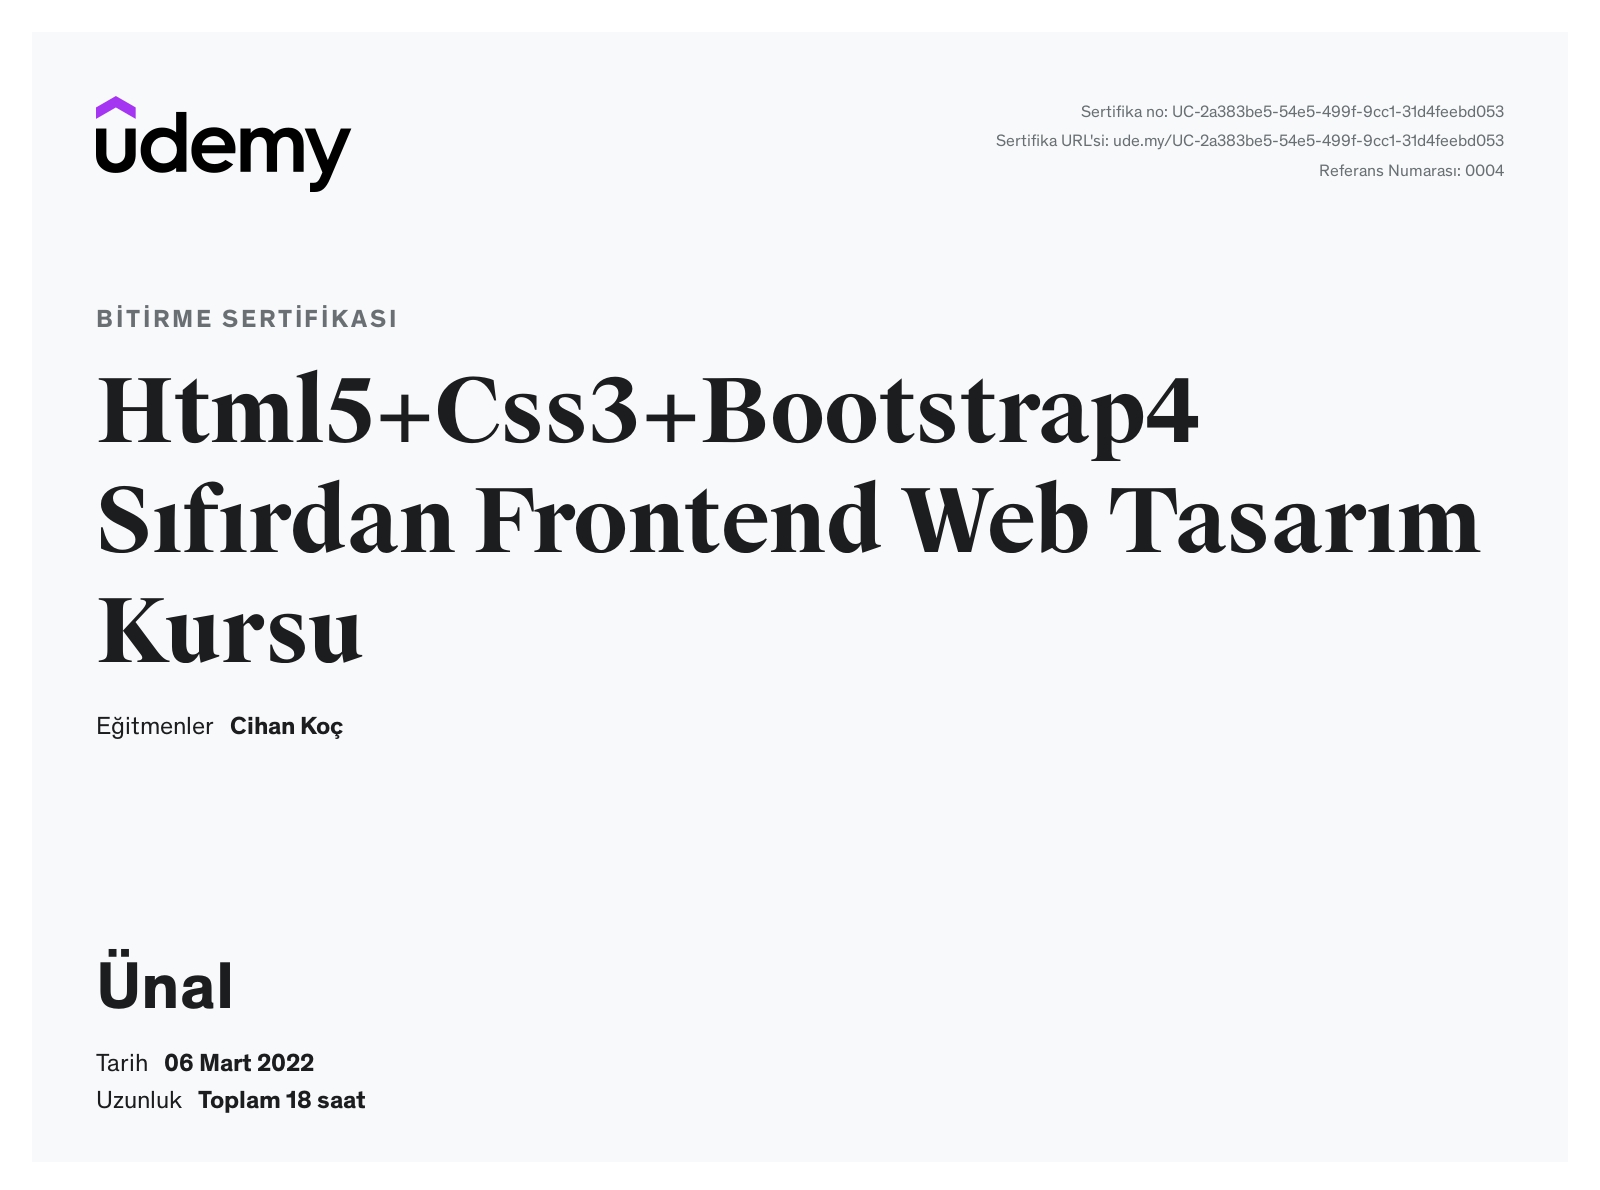 udemy
Sertifika no: UC-2a383be5-54e5-499f-9cc1-31d4feebd053
Sertifika URL'si: ude.my/UC-2a383be5-54e5-499f-9cc1-31d4feebd053
Referans Numarası: 0004
BİTİRME SERTİFİKASI
Html5+Css3+Bootstrap4
Sıfırdan Frontend Web Tasarım
Kursu
Eğitmenler Cihan Koç
Ünal
Tarih 06 Mart 2022
Uzunluk Toplam 18 saat